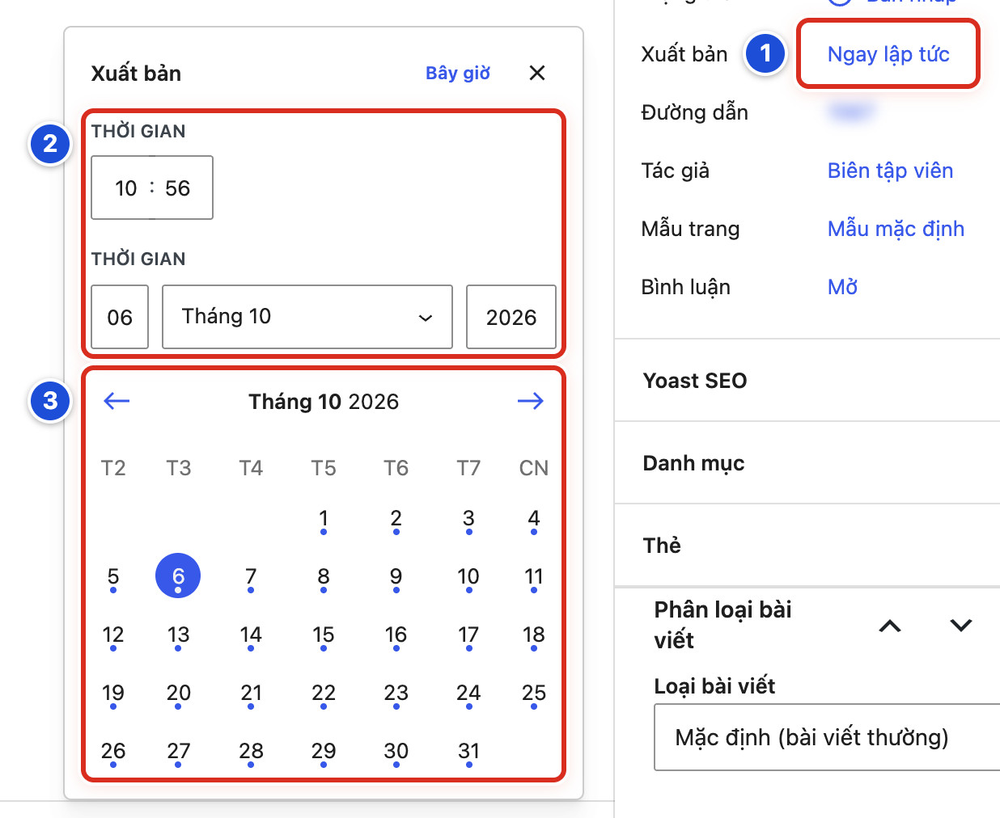 Xuất bản
Bây giờ
2
THỜI GIAN
10 : 56
THỜI GIAN
06
Tháng 10
2026
3
Tháng 10 2026
T2 T3 T4 T5 T6 T7 CN
1 2 3 4
5 6 7 8 9 10 11
12 13 14 15 16 17 18
19 20 21 22 23 24 25
26 27 28 29 30 31
Xuất bản
1
Ngay lập tức
Đường dẫn
Tác giả
Biên tập viên
Mẫu trang
Mẫu mặc định
Bình luận
Mở
Yoast SEO
Danh mục
Thẻ
Phân loại bài
viết
Loại bài viết
Mặc định (bài viết thường)